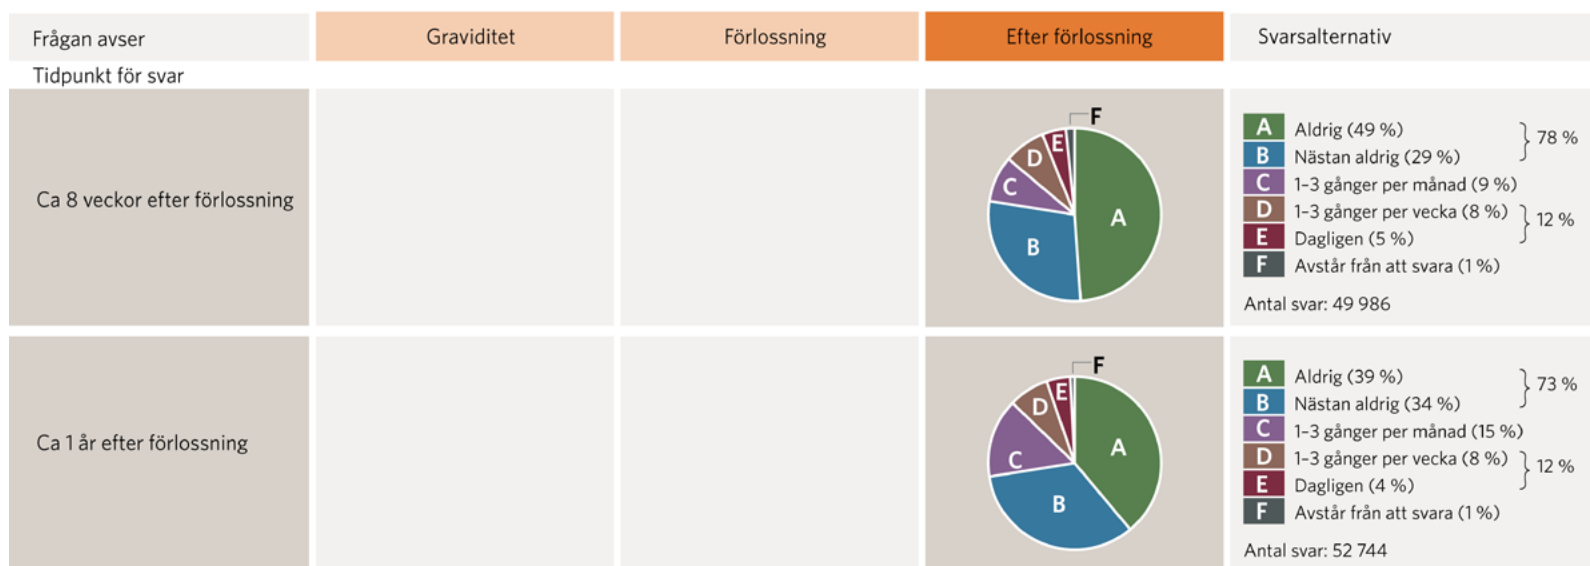 Frågan avser
Graviditet
Förlossning
Efter förlossning
Svarsalternativ
Tidpunkt för svar
Ca 8 veckor efter förlossning
F
E
D
C
B
A
A Aldrig (49 %)
B Nästan aldrig (29 %)
78 %
C 1–3 gånger per månad (9 %)
D 1–3 gånger per vecka (8 %)
E Dagligen (5 %)
12 %
F Avstår från att svara (1 %)
Antal svar: 49 986
Ca 1 år efter förlossning
F
E
D
C
B
A
A Aldrig (39 %)
B Nästan aldrig (34 %)
73 %
C 1–3 gånger per månad (15 %)
D 1–3 gånger per vecka (8 %)
E Dagligen (4 %)
12 %
F Avstår från att svara (1 %)
Antal svar: 52 744